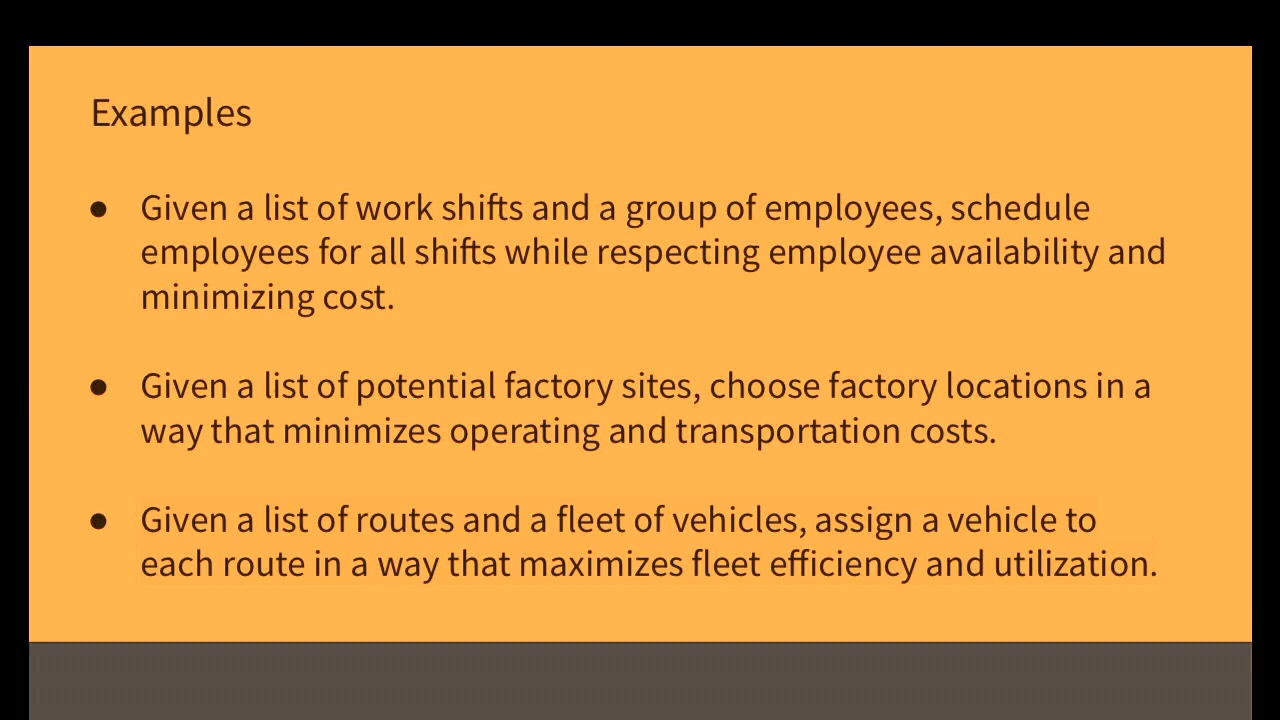 Examples
● Given a list of work shifts and a group of employees, schedule
employees for all shifts while respecting employee availability and
minimizing cost.
● Given a list of potential factory sites, choose factory locations in a
way that minimizes operating and transportation costs.
● Given a list of routes and a fleet of vehicles, assign a vehicle to
each route in a way that maximizes fleet efficiency and utilization.